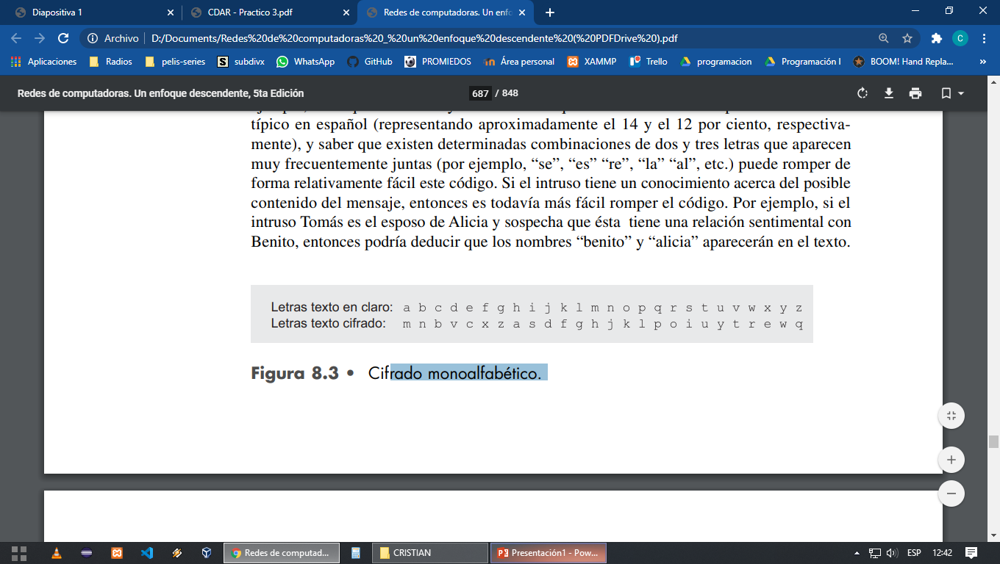 Diapositiva 1
CDAR - Practico 3.pdf
Redes de computadoras. Un enfo
Archivo
D:/Documents/Redes%20de%20computadoras%20_%20un%20enfoque%20descendente%20(%20PDFDrive%20).pdf
C
Aplicaciones
Radios
pelis-series
S subdivx
WhatsApp
GitHub
PROMIEDOS
Área personal
XAMMP
Trello
programacion
Programación I
BOOM! Hand Repla...
»
Redes de computadoras. Un enfoque descendente, 5ta Edición
687 / 848
típico en español (representando aproximadamente el 14 y el 12 por ciento, respectiva-
mente), y saber que existen determinadas combinaciones de dos y tres letras que aparecen
muy frecuentemente juntas (por ejemplo, “se”, “es” “re”, “la” “al”, etc.) puede romper de
forma relativamente fácil este código. Si el intruso tiene un conocimiento acerca del posible
contenido del mensaje, entonces es todavía más fácil romper el código. Por ejemplo, si el
intruso Tomás es el esposo de Alicia y sospecha que ésta tiene una relación sentimental con
Benito, entonces podría deducir que los nombres “benito” y “alicia” aparecerán en el texto.
Letras texto en claro: a b c d e f g h i j k l m n o p q r s t u v w x y z
Letras texto cifrado: m n b v c x z a s d f g h j k l p o i u y t r e w q
Figura 8.3 • Cifrado monoalfabético.
Redes de computad...
CRISTIAN
Presentación1 - Pow...
ESP
12:42